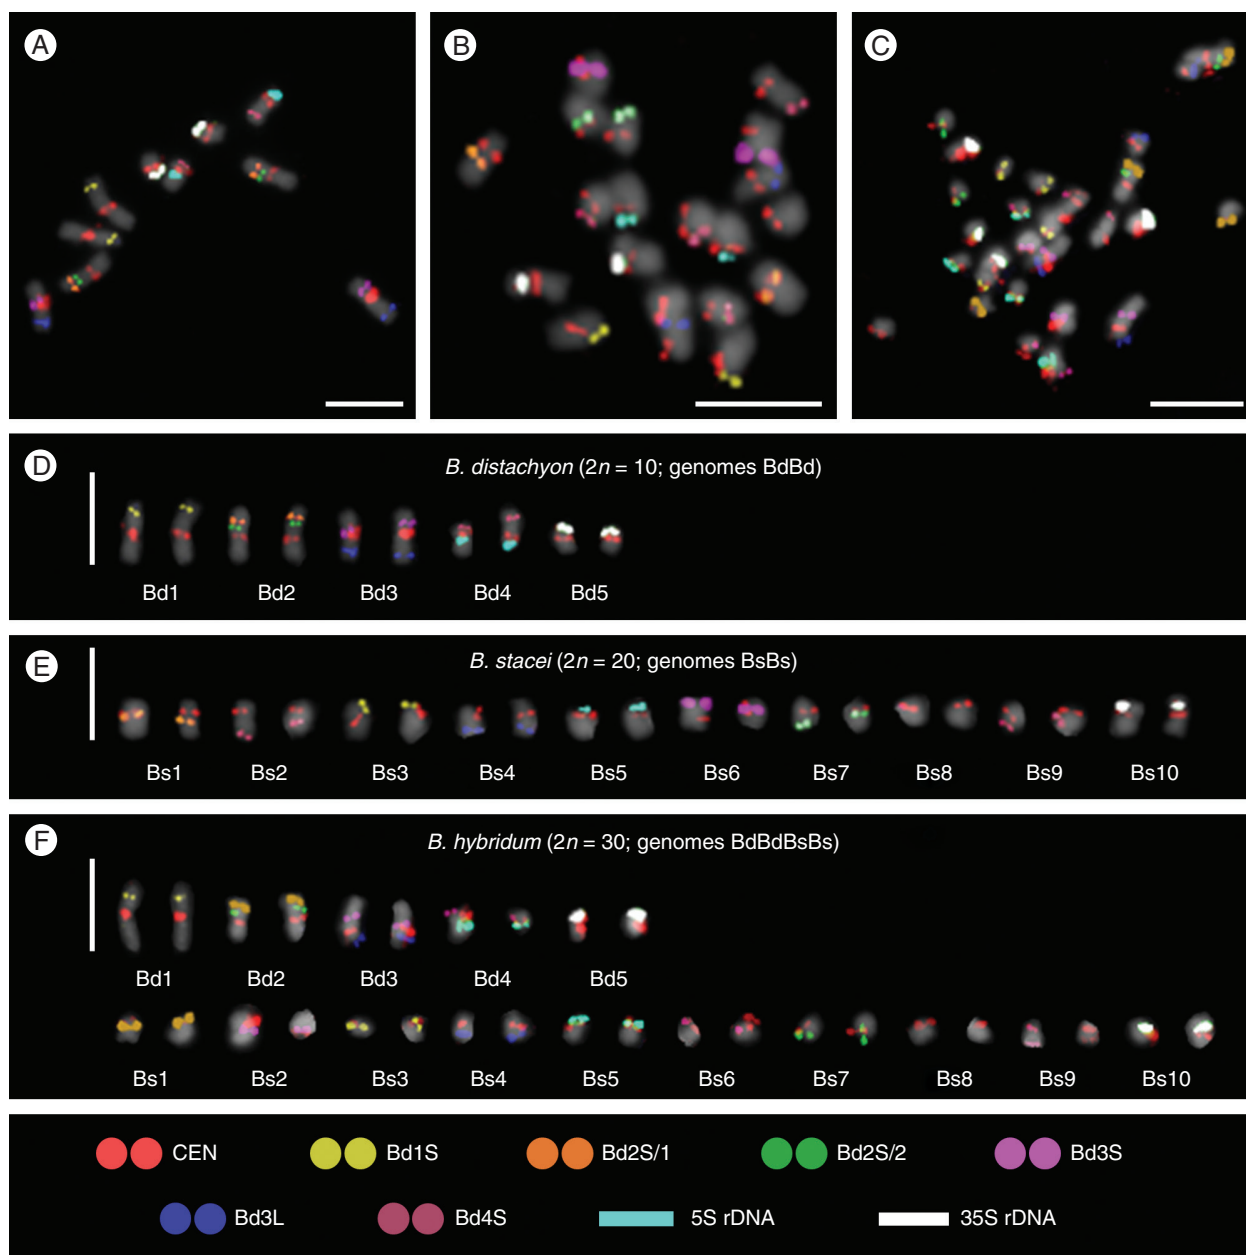 A
B
C
D
B. distachyon (2n = 10; genomes BdBd)
Bd1 Bd2 Bd3 Bd4 Bd5
E
B. stacei (2n = 20; genomes BsBs)
Bs1 Bs2 Bs3 Bs4 Bs5 Bs6 Bs7 Bs8 Bs9 Bs10
F
B. hybridum (2n = 30; genomes BdBdBsBs)
Bd1 Bd2 Bd3 Bd4 Bd5
Bs1 Bs2 Bs3 Bs4 Bs5 Bs6 Bs7 Bs8 Bs9 Bs10
CEN Bd1S Bd2S/1 Bd2S/2 Bd3S
Bd3L Bd4S 5S rDNA 35S rDNA